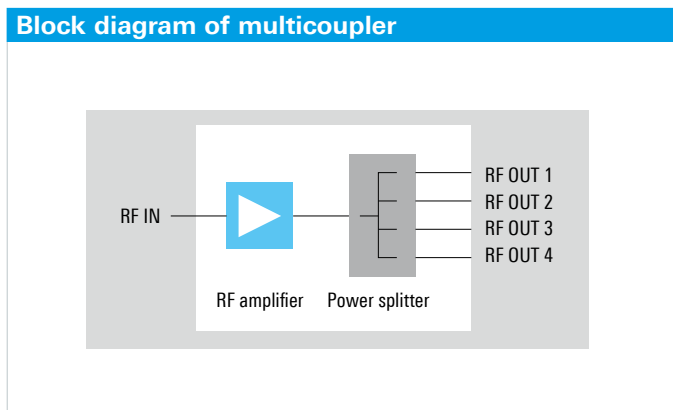 Block diagram of multicoupler
RF IN
RF OUT 1
RF OUT 2
RF OUT 3
RF OUT 4
RF amplifier
Power splitter